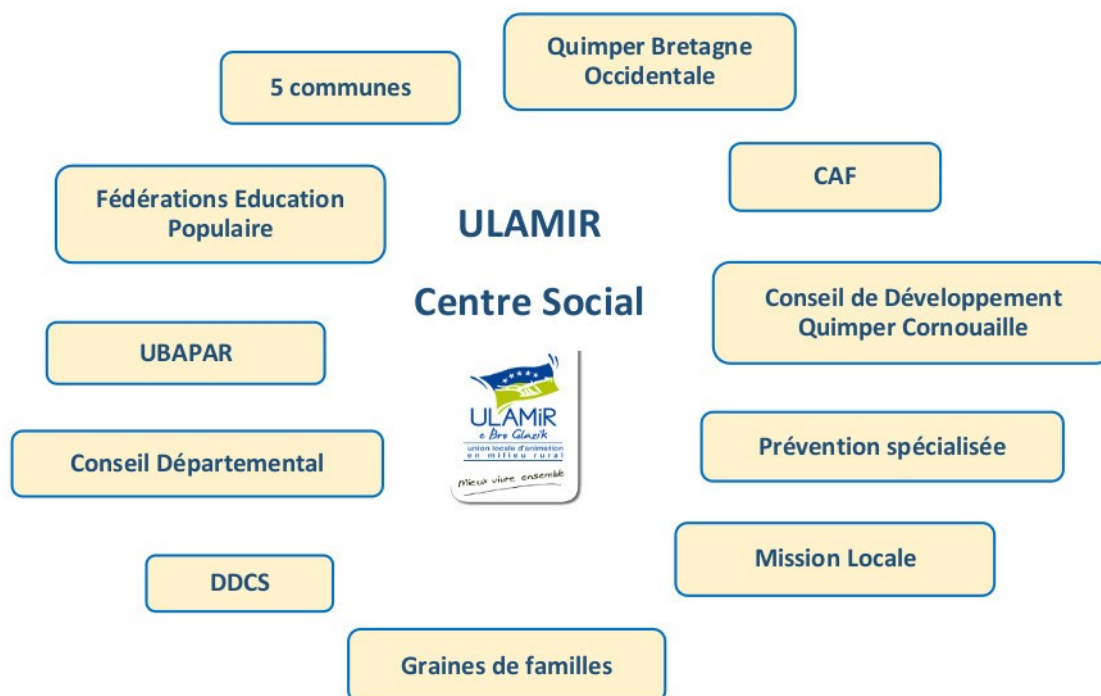 Quimper Bretagne
Occidentale
5 communes
CAF
Fédérations Education
Populaire
ULAMIR
Centre Social
Conseil de Développement
Quimper Cornouaille
UBAPAR
ULAMiR
e Bro Glazik
union locale d'animation
en milieu rural
Mieux vivre ensemble
Prévention spécialisée
Conseil Départemental
Mission Locale
DDCS
Graines de familles